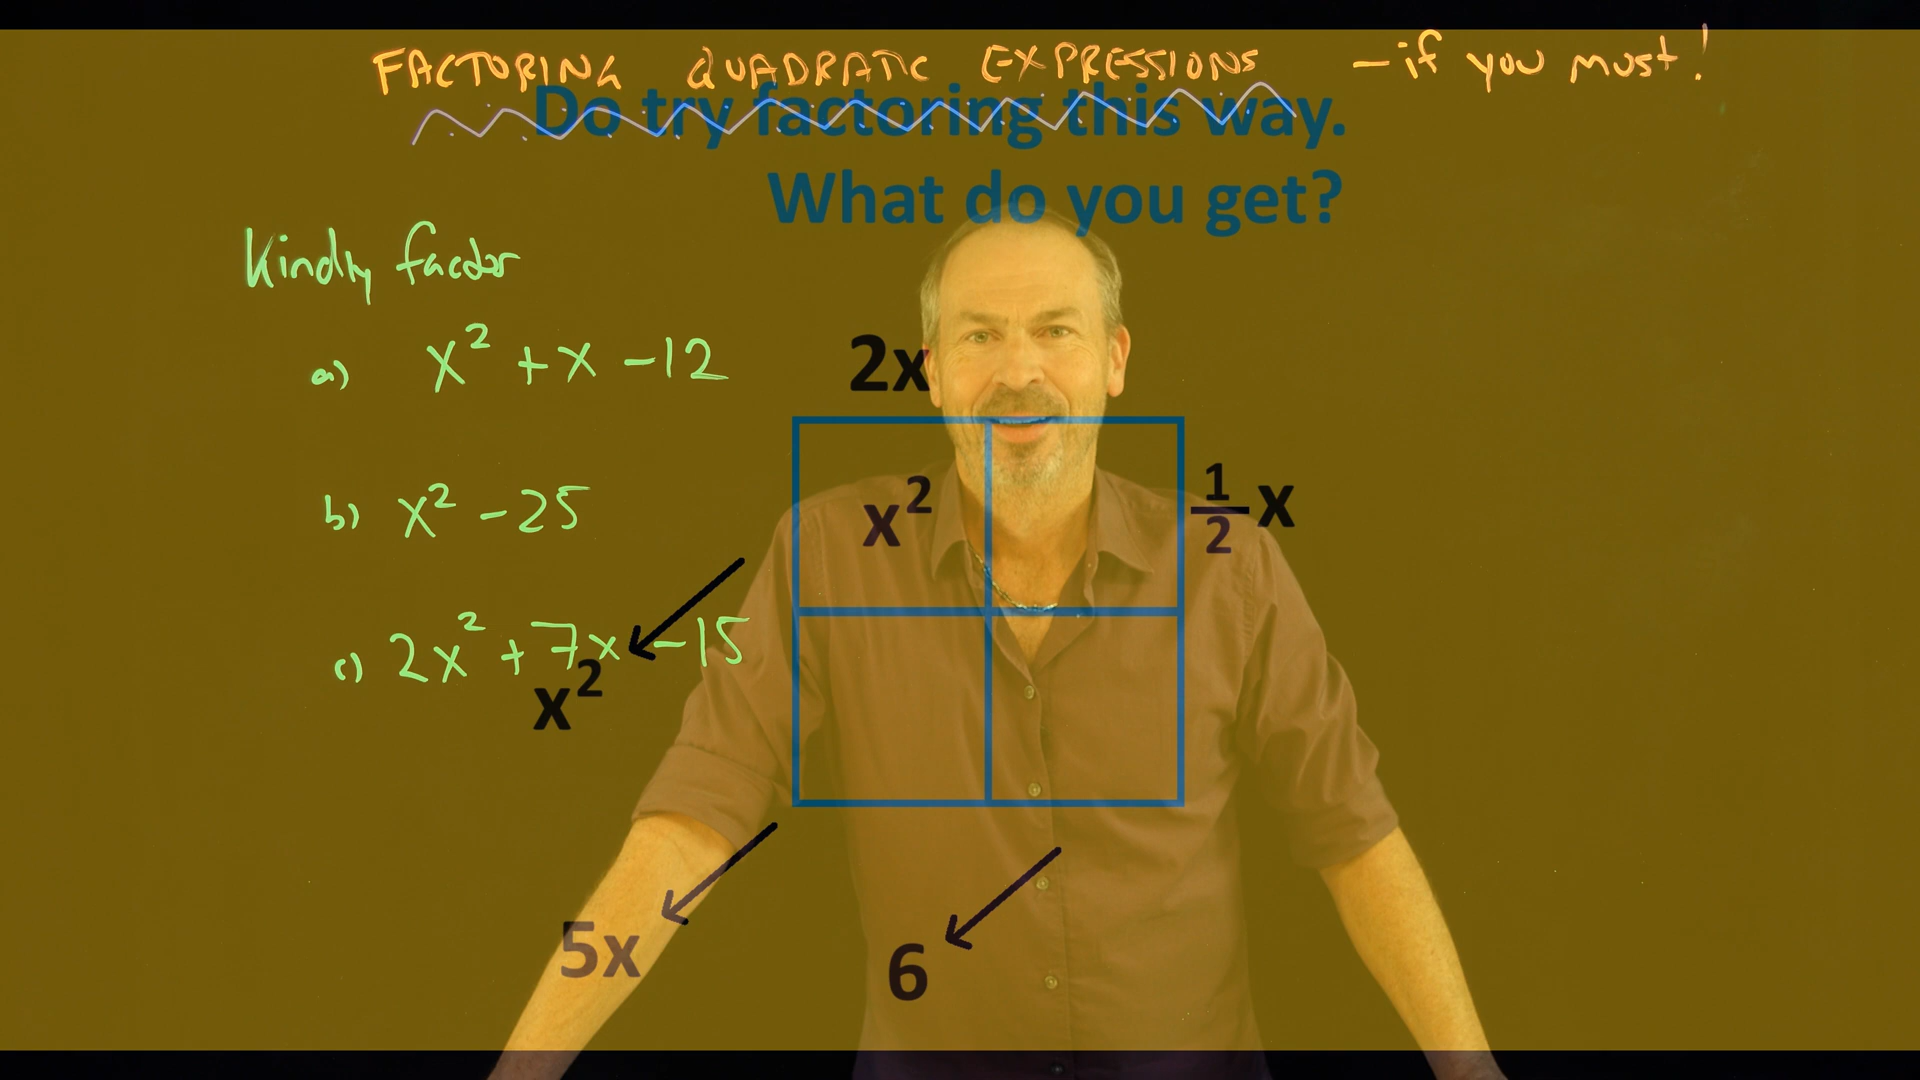 FACTORING QUADRATIC EXPRESSIONS - if you must!
Do try factoring this way.
What do you get?
Kindly factor
a) x² + x - 12
b) x² - 25
c) 2x² + 7x - 15
2x
x²
½x
x²
5x
6